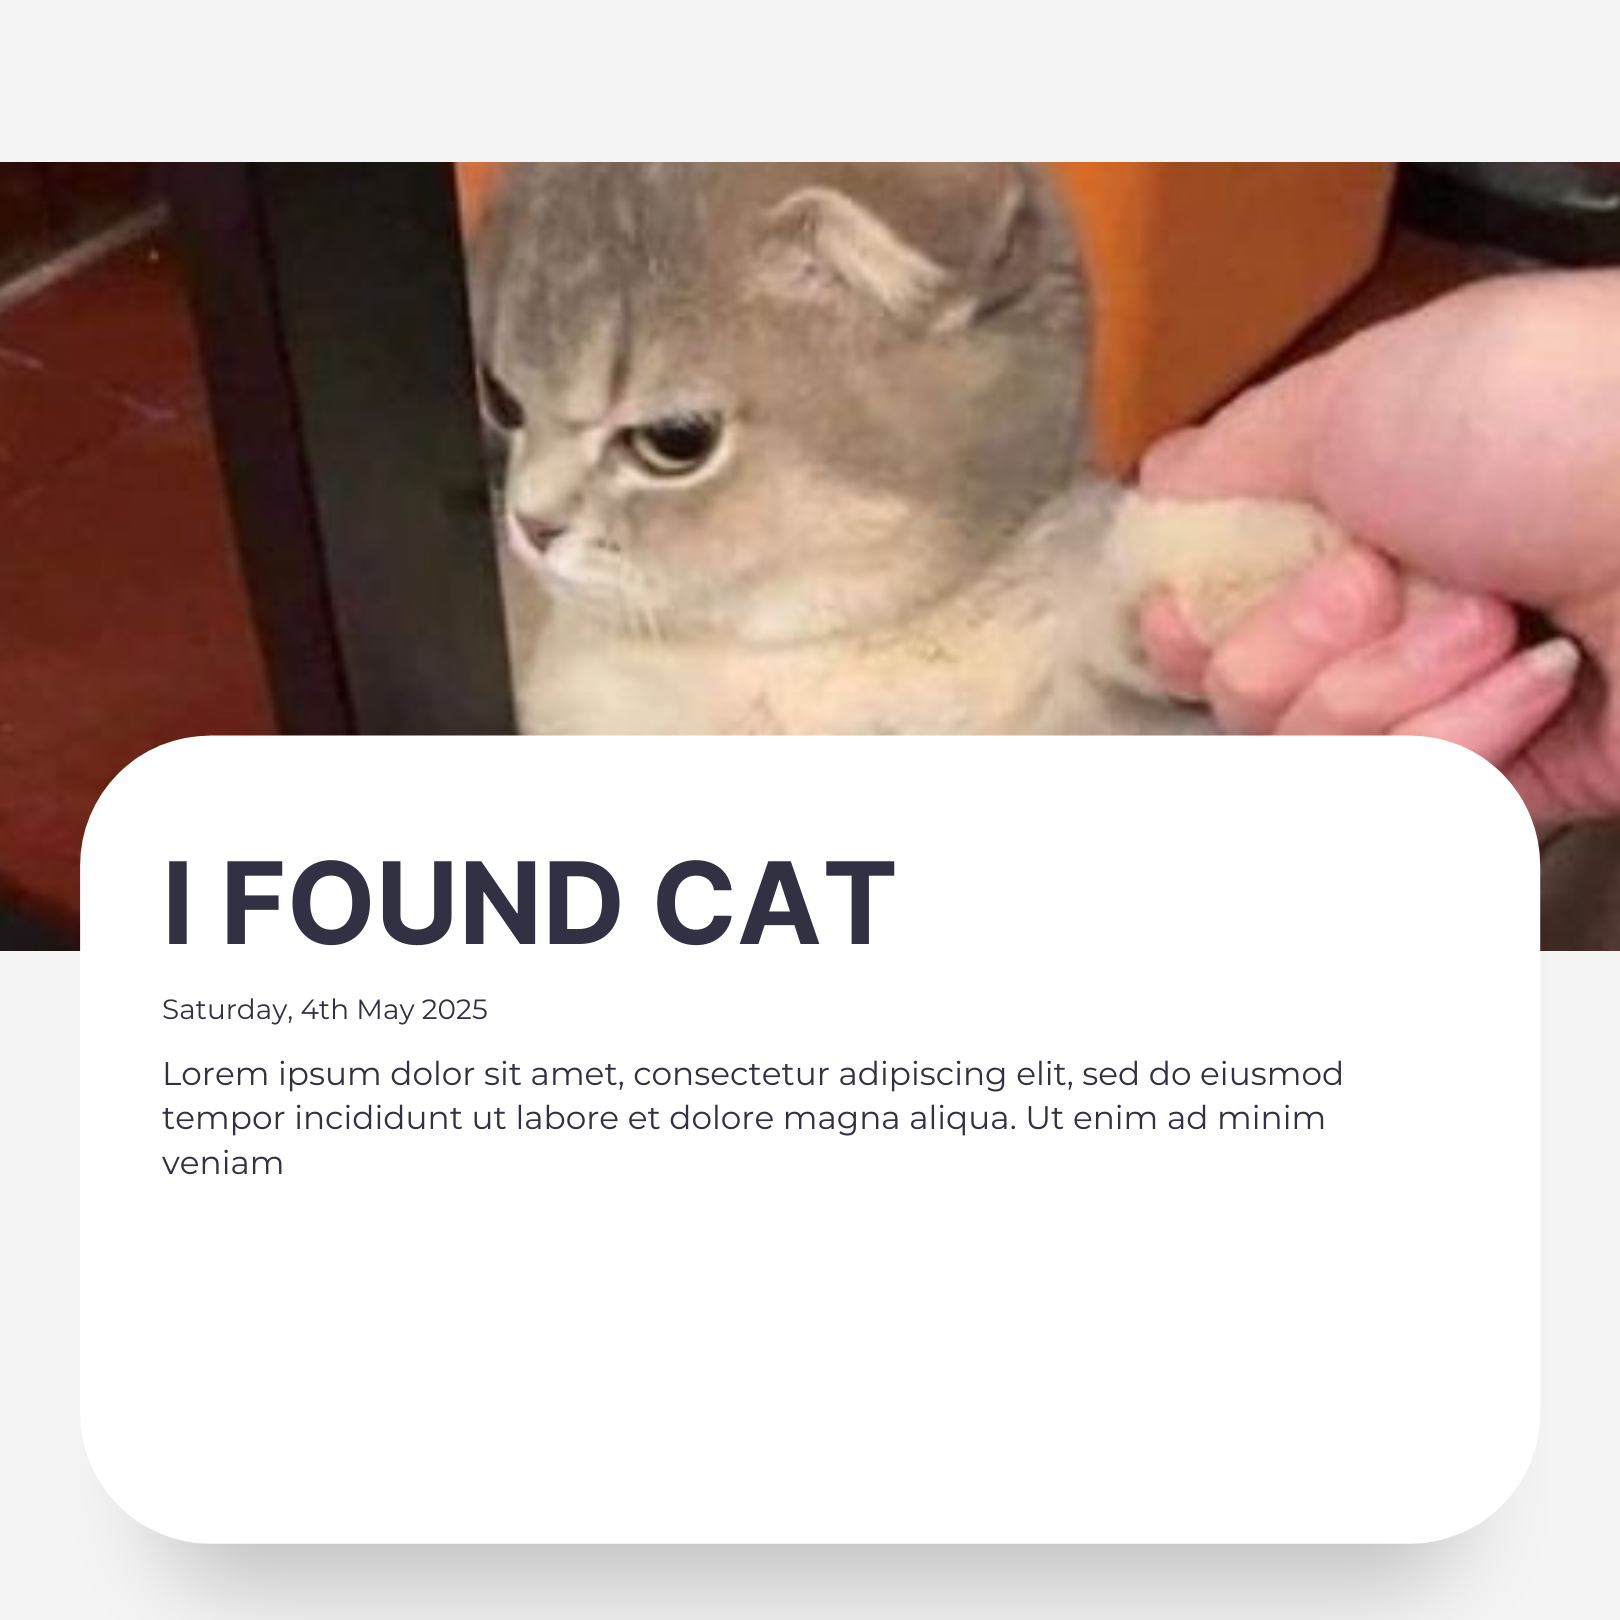 I FOUND CAT
Saturday, 4th May 2025
Lorem ipsum dolor sit amet, consectetur adipiscing elit, sed do eiusmod
tempor incididunt ut labore et dolore magna aliqua. Ut enim ad minim
veniam